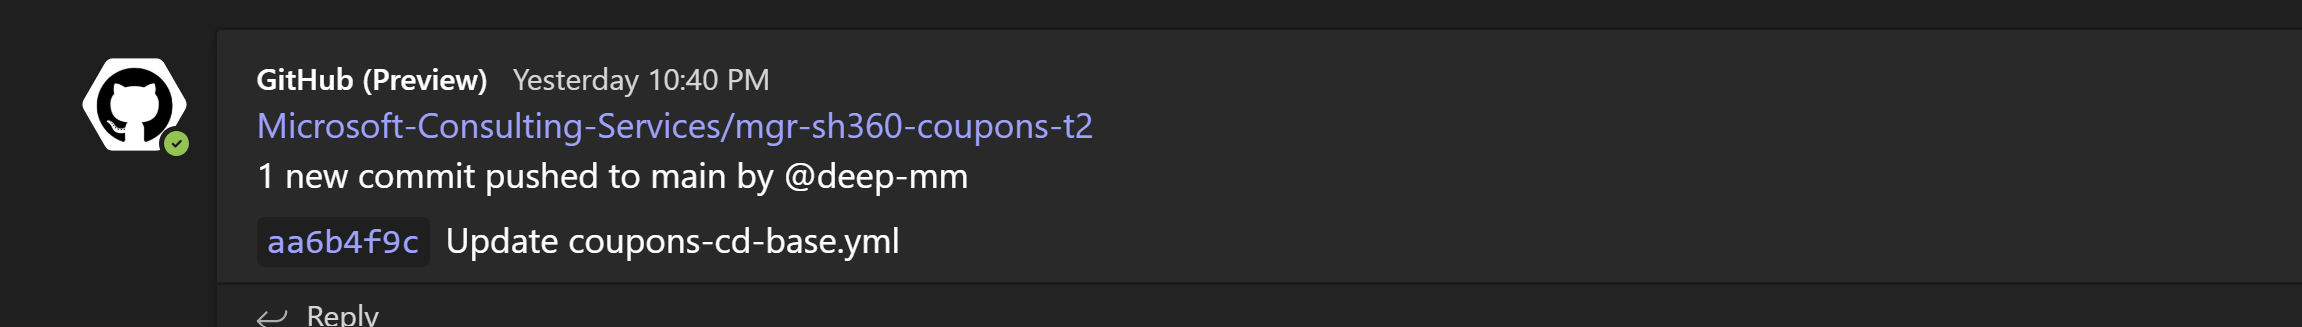 GitHub (Preview) Yesterday 10:40 PM
Microsoft-Consulting-Services/mgr-sh360-coupons-t2
1 new commit pushed to main by @deep-mm
aa6b4f9c Update coupons-cd-base.yml
Reply